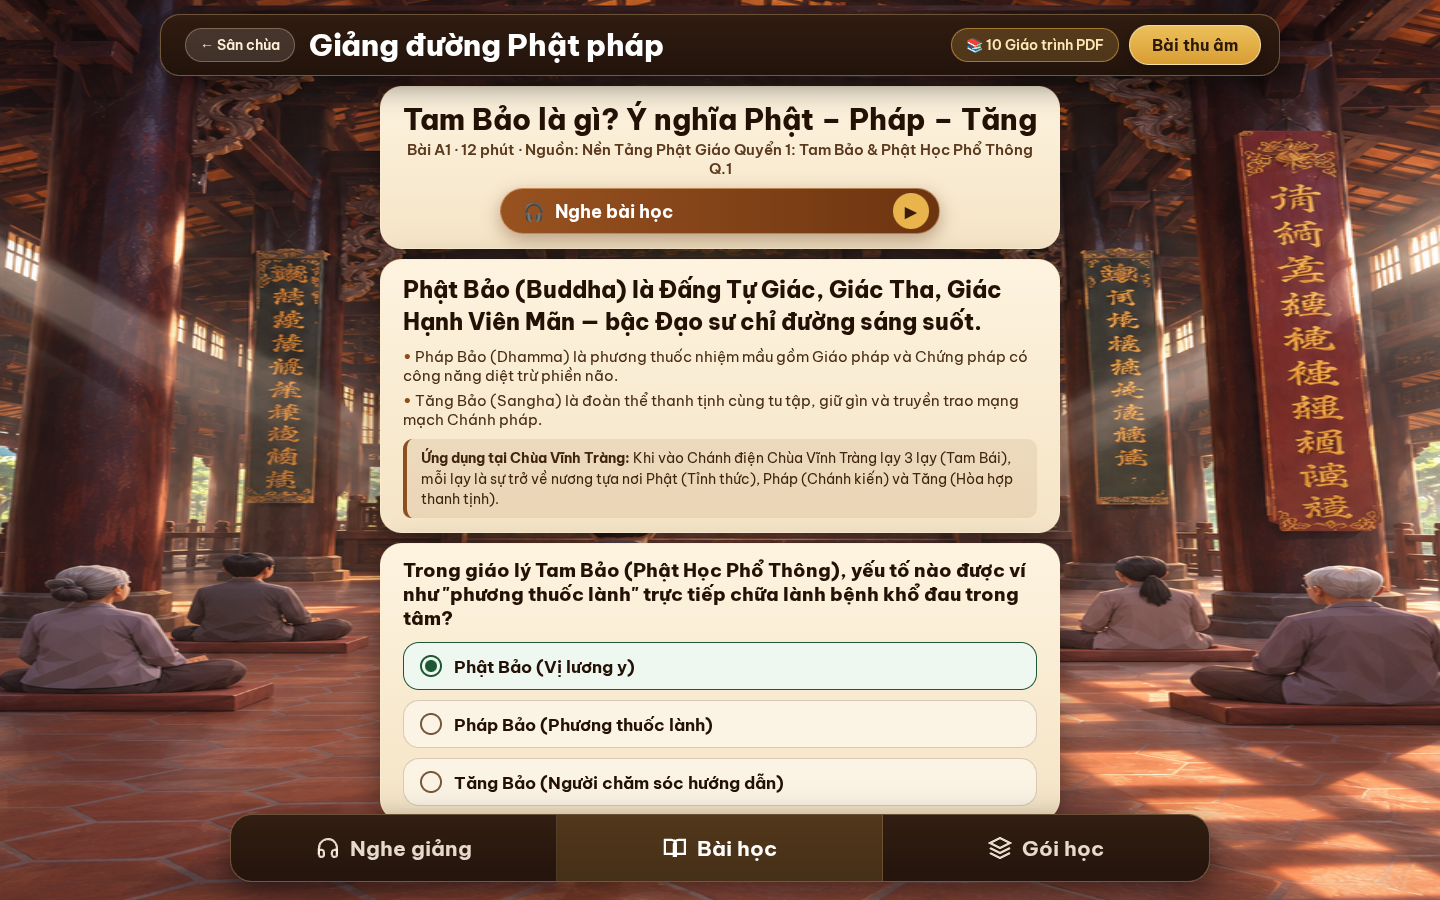 ← Sân chùa
Giảng đường Phật pháp
📚 10 Giáo trình PDF
Bài thu âm
Tam Bảo là gì? Ý nghĩa Phật – Pháp – Tăng
Bài A1 · 12 phút · Nguồn: Nền Tảng Phật Giáo Quyển 1: Tam Bảo & Phật Học Phổ Thông
Q.1
🎧 Nghe bài học
Phật Bảo (Buddha) là Đấng Tự Giác, Giác Tha, Giác
Hạnh Viên Mãn — bậc Đạo sư chỉ đường sáng suốt.
• Pháp Bảo (Dhamma) là phương thuốc nhiệm mầu gồm Giáo pháp và Chứng pháp có
công năng diệt trừ phiền não.
• Tăng Bảo (Sangha) là đoàn thể thanh tịnh cùng tu tập, giữ gìn và truyền trao mạng
mạch Chánh pháp.
Ứng dụng tại Chùa Vĩnh Tràng: Khi vào Chánh điện Chùa Vĩnh Tràng lạy 3 lạy (Tam Bái),
mỗi lạy là sự trở về nương tựa nơi Phật (Tỉnh thức), Pháp (Chánh kiến) và Tăng (Hòa hợp
thanh tịnh).
Trong giáo lý Tam Bảo (Phật Học Phổ Thông), yếu tố nào được ví
như "phương thuốc lành" trực tiếp chữa lành bệnh khổ đau trong
tâm?
Phật Bảo (Vị lương y)
Pháp Bảo (Phương thuốc lành)
Tăng Bảo (Người chăm sóc hướng dẫn)
Nghe giảng
Bài học
Gói học